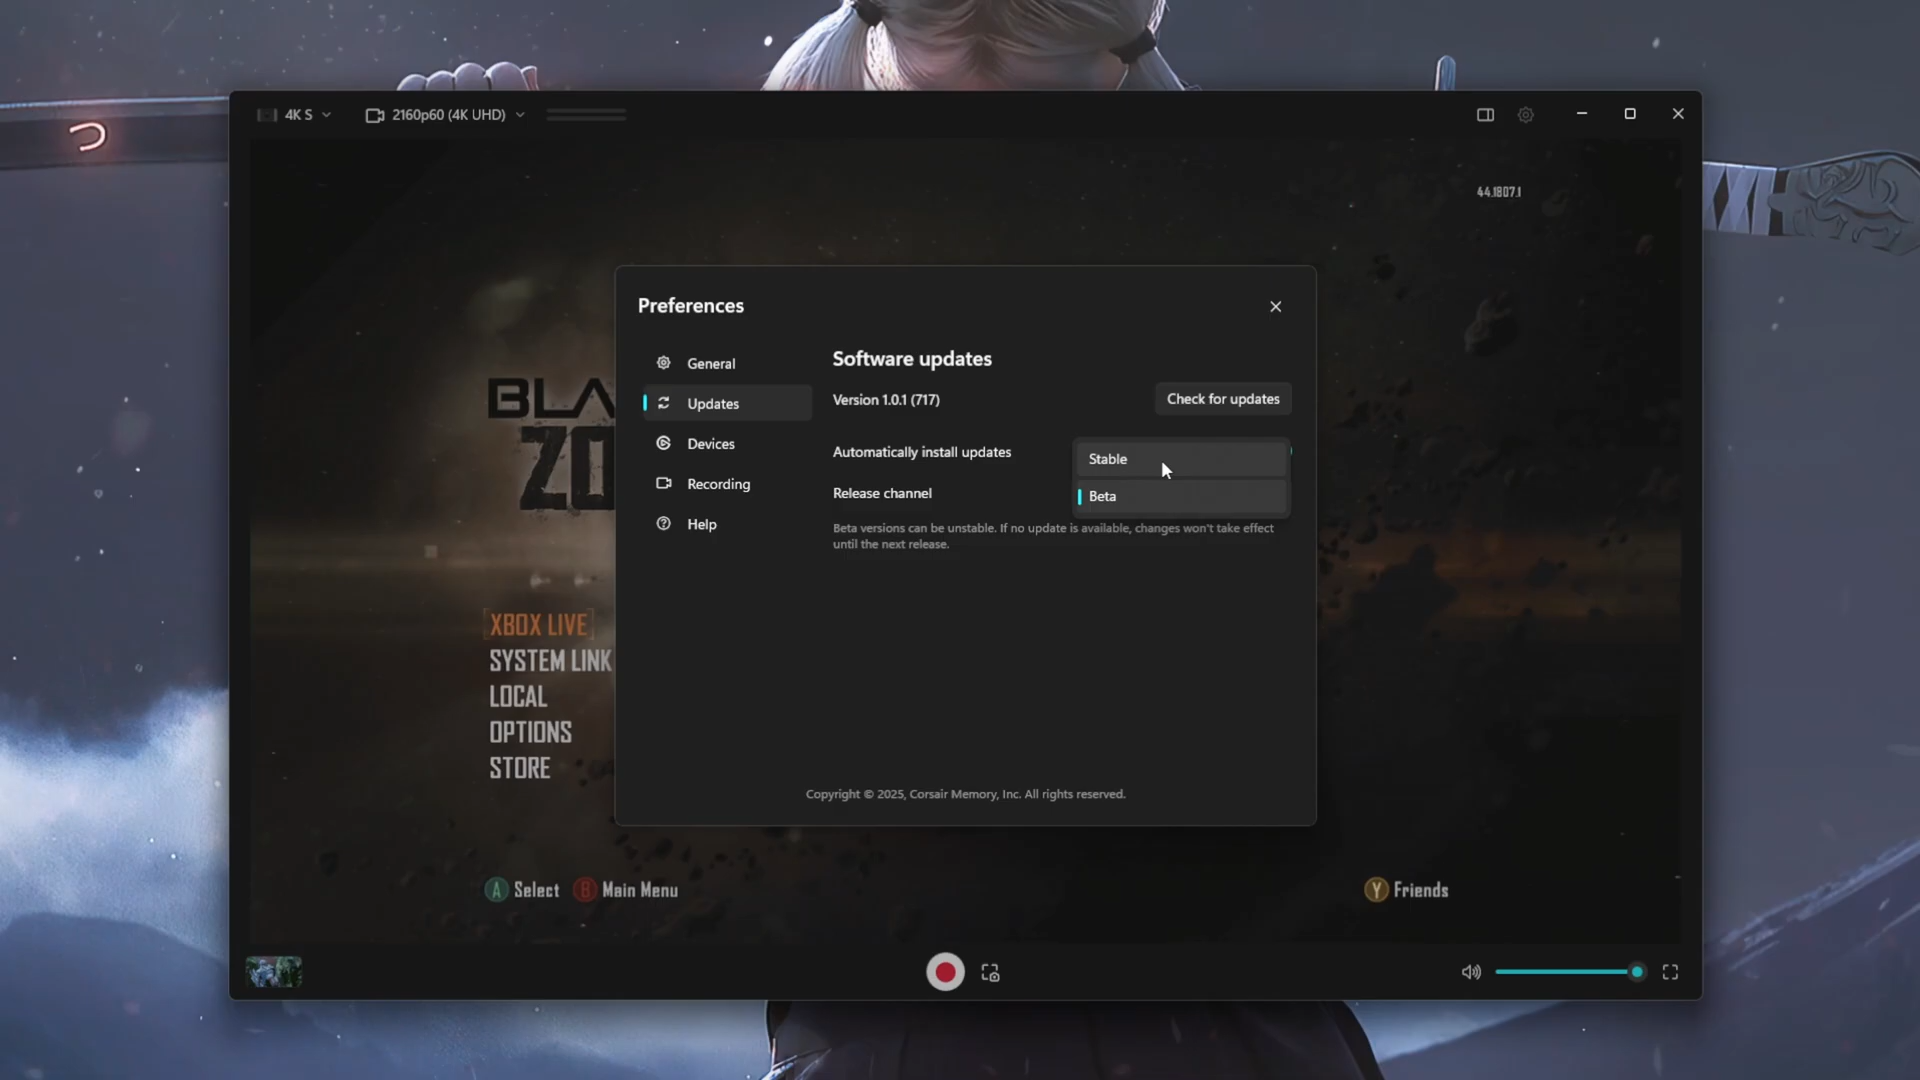 4K S
2160p60 (4K UHD)
44.1807.1
Preferences
General
Updates
Devices
Recording
Help
Software updates
Version 1.0.1 (717)
Check for updates
Automatically install updates
Stable
Release channel
Beta
Beta versions can be unstable. If no update is available, changes won't take effect
until the next release.
Copyright © 2025, Corsair Memory, Inc. All rights reserved.
BLA
ZO
XBOX LIVE
SYSTEM LINK
LOCAL
OPTIONS
STORE
A Select B Main Menu
Y Friends